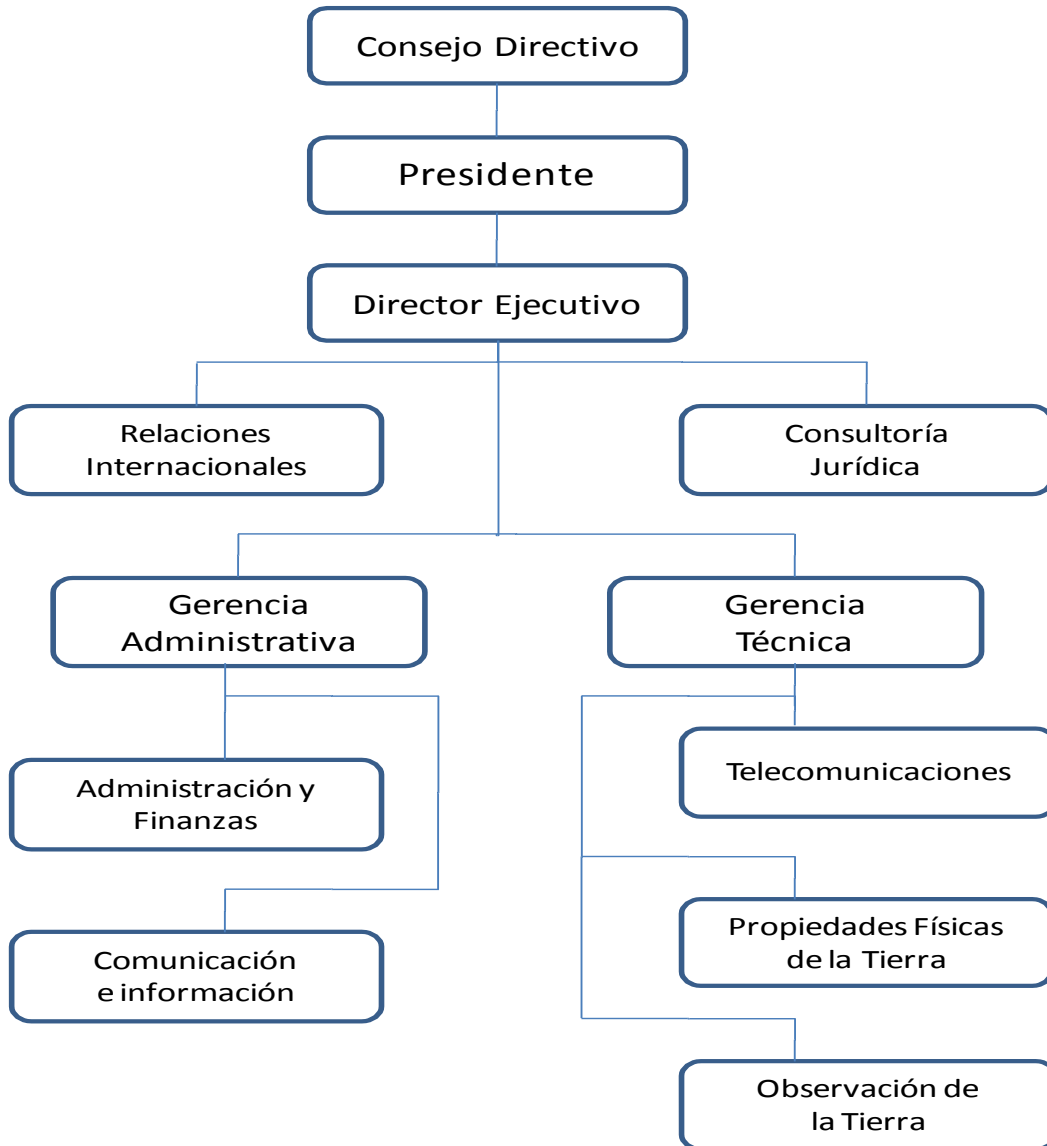 Consejo Directivo
Presidente
Director Ejecutivo
Relaciones
Internacionales
Consultoría
Jurídica
Gerencia
Administrativa
Gerencia
Técnica
Administración y
Finanzas
Telecomunicaciones
Comunicación
e información
Propiedades Físicas
de la Tierra
Observación de
la Tierra